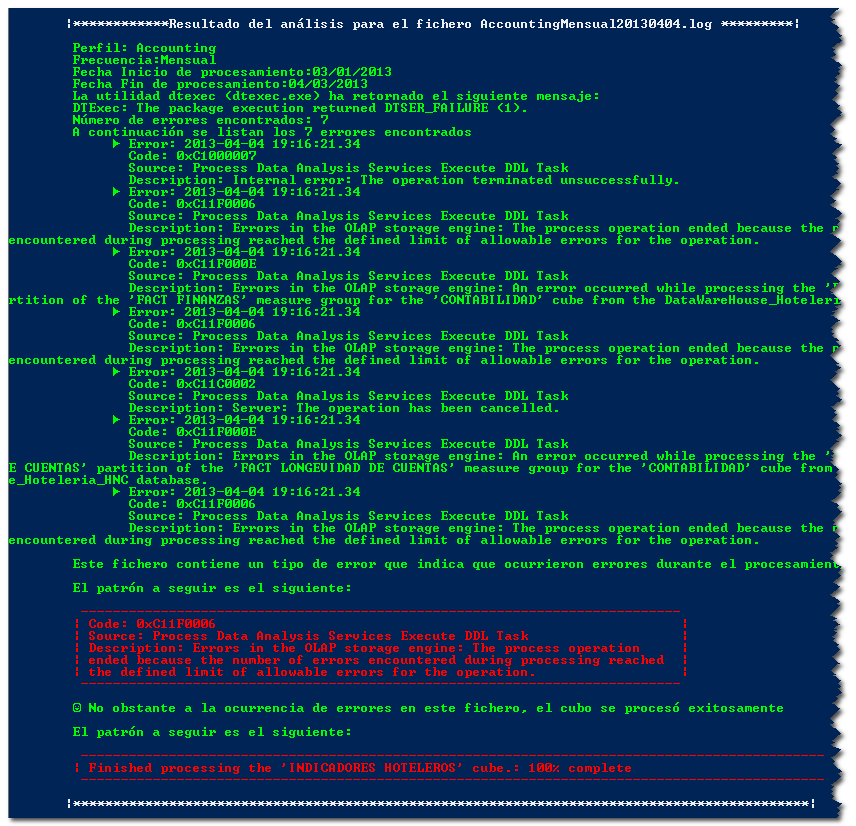 ¦************Resultado del análisis para el fichero AccountingMensual20130404.log *********¦
Perfil: Accounting
Frecuencia:Mensual
Fecha Inicio de procesamiento:03/01/2013
Fecha Fin de procesamiento:04/03/2013
La utilidad dtexec (dtexec.exe) ha retornado el siguiente mensaje:
DTExec: The package execution returned DTSER_FAILURE (1).
Número de errores encontrados: 7
A continuación se listan los 7 errores encontrados
► Error: 2013-04-04 19:16:21.34
Code: 0xC1000007
Source: Process Data Analysis Services Execute DDL Task
Description: Internal error: The operation terminated unsuccessfully.
► Error: 2013-04-04 19:16:21.34
Code: 0xC11F0006
Source: Process Data Analysis Services Execute DDL Task
Description: Errors in the OLAP storage engine: The process operation ended because the
encountered during processing reached the defined limit of allowable errors for the operation.
► Error: 2013-04-04 19:16:21.34
Code: 0xC11F000E
Source: Process Data Analysis Services Execute DDL Task
Description: Errors in the OLAP storage engine: An error occurred while processing the '
rtition of the 'FACT FINANZAS' measure group for the 'CONTABILIDAD' cube from the DataWareHouse_Hoteleri
► Error: 2013-04-04 19:16:21.34
Code: 0xC11F0006
Source: Process Data Analysis Services Execute DDL Task
Description: Errors in the OLAP storage engine: The process operation ended because the
encountered during processing reached the defined limit of allowable errors for the operation.
► Error: 2013-04-04 19:16:21.34
Code: 0xC11C0002
Source: Process Data Analysis Services Execute DDL Task
Description: Server: The operation has been cancelled.
► Error: 2013-04-04 19:16:21.34
Code: 0xC11F000E
Source: Process Data Analysis Services Execute DDL Task
Description: Errors in the OLAP storage engine: An error occurred while processing the '
E CUENTAS' partition of the 'FACT LONGEVIDAD DE CUENTAS' measure group for the 'CONTABILIDAD' cube from
e_Hoteleria_HNC database.
► Error: 2013-04-04 19:16:21.34
Code: 0xC11F0006
Source: Process Data Analysis Services Execute DDL Task
Description: Errors in the OLAP storage engine: The process operation ended because the
encountered during processing reached the defined limit of allowable errors for the operation.
Este fichero contiene un tipo de error que indica que ocurrieron errores durante el procesamient
El patrón a seguir es el siguiente:
¦ Code: 0xC11F0006 ¦
¦ Source: Process Data Analysis Services Execute DDL Task ¦
¦ Description: Errors in the OLAP storage engine: The process operation ¦
¦ ended because the number of errors encountered during processing reached ¦
¦ the defined limit of allowable errors for the operation. ¦
☺ No obstante a la ocurrencia de errores en este fichero, el cubo se procesó exitosamente
El patrón a seguir es el siguiente:
¦ Finished processing the 'INDICADORES HOTELEROS' cube.: 100% complete
¦********************************************************************************************¦